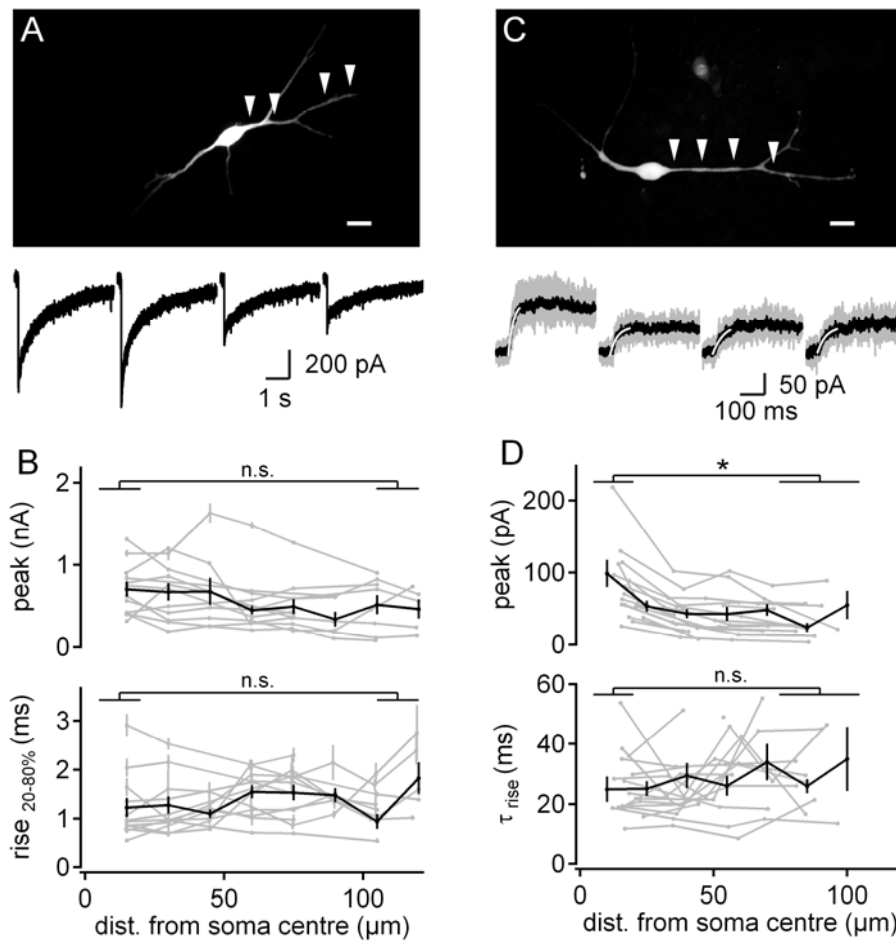 A
C
200 pA
1 s
50 pA
100 ms
B
n.s.
2
1
0
peak (nA)
n.s.
3
2
1
0
rise 20-80% (ms)
0
50
100
dist. from soma centre (µm)
D
*
200
100
0
peak (pA)
n.s.
60
40
20
0
τ rise (ms)
0
50
100
dist. from soma centre (µm)